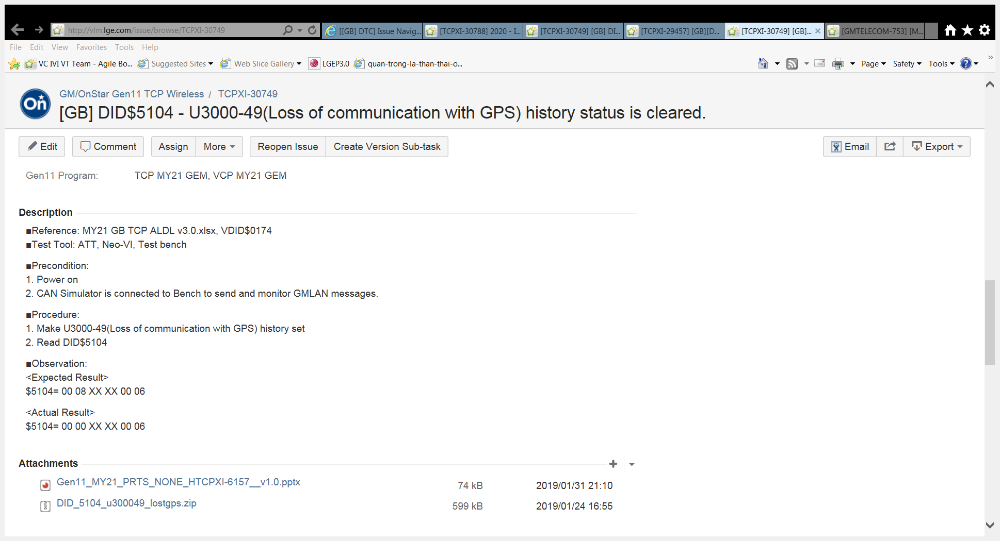 http://vlm.lge.com/issue/browse/TCPXI-30749
[[GB] DTC] Issue Navig...
[TCPXI-30788] 2020 - I...
[TCPXI-30749] [GB] DI...
[TCPXI-29457] [GB][D...
[TCPXI-30749] [GB]...
[GMTELECOM-753] [M...
File Edit View Favorites Tools Help
VC IVI VT Team - Agile Bo... Suggested Sites Web Slice Gallery LGEP3.0 quan-trong-la-than-thai-o... Page Safety Tools
On
GM/OnStar Gen11 TCP Wireless / TCPXI-30749
[GB] DID$5104 - U3000-49(Loss of communication with GPS) history status is cleared.
Edit Comment Assign More Reopen Issue Create Version Sub-task Email Export
Gen11 Program: TCP MY21 GEM, VCP MY21 GEM
Description
■Reference: MY21 GB TCP ALDL v3.0.xlsx, VDID$0174
■Test Tool: ATT, Neo-VI, Test bench
■Precondition:
1. Power on
2. CAN Simulator is connected to Bench to send and monitor GMLAN messages.
■Procedure:
1. Make U3000-49(Loss of communication with GPS) history set
2. Read DID$5104
■Observation:
<Expected Result>
$5104= 00 08 XX XX 00 06
<Actual Result>
$5104= 00 00 XX XX 00 06
Attachments
Gen11_MY21_PRTS_NONE_HTCPXI-6157__v1.0.pptx 74 kB 2019/01/31 21:10
DID_5104_u300049_lostgps.zip 599 kB 2019/01/24 16:55